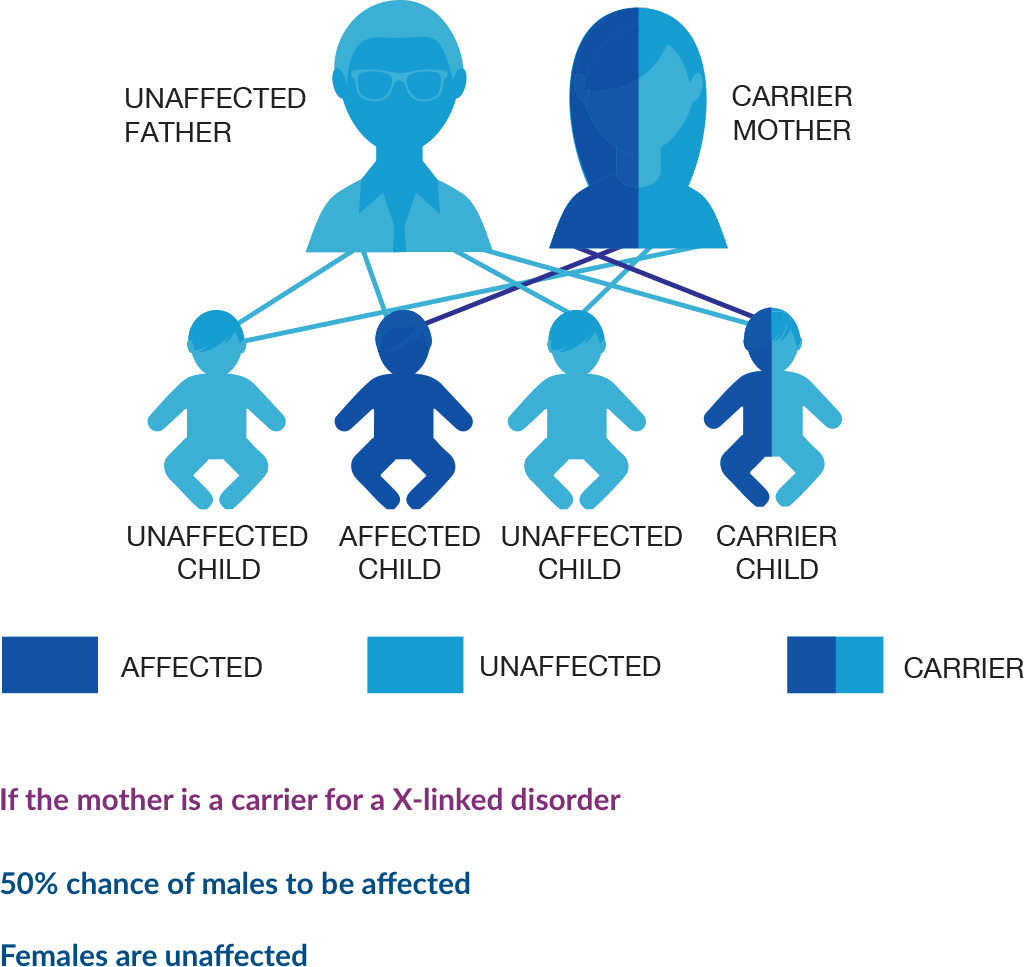 UNAFFECTED
FATHER
CARRIER
MOTHER
UNAFFECTED
CHILD
AFFECTED
CHILD
UNAFFECTED
CHILD
CARRIER
CHILD
AFFECTED
UNAFFECTED
CARRIER
If the mother is a carrier for a X-linked disorder
50% chance of males to be affected
Females are unaffected